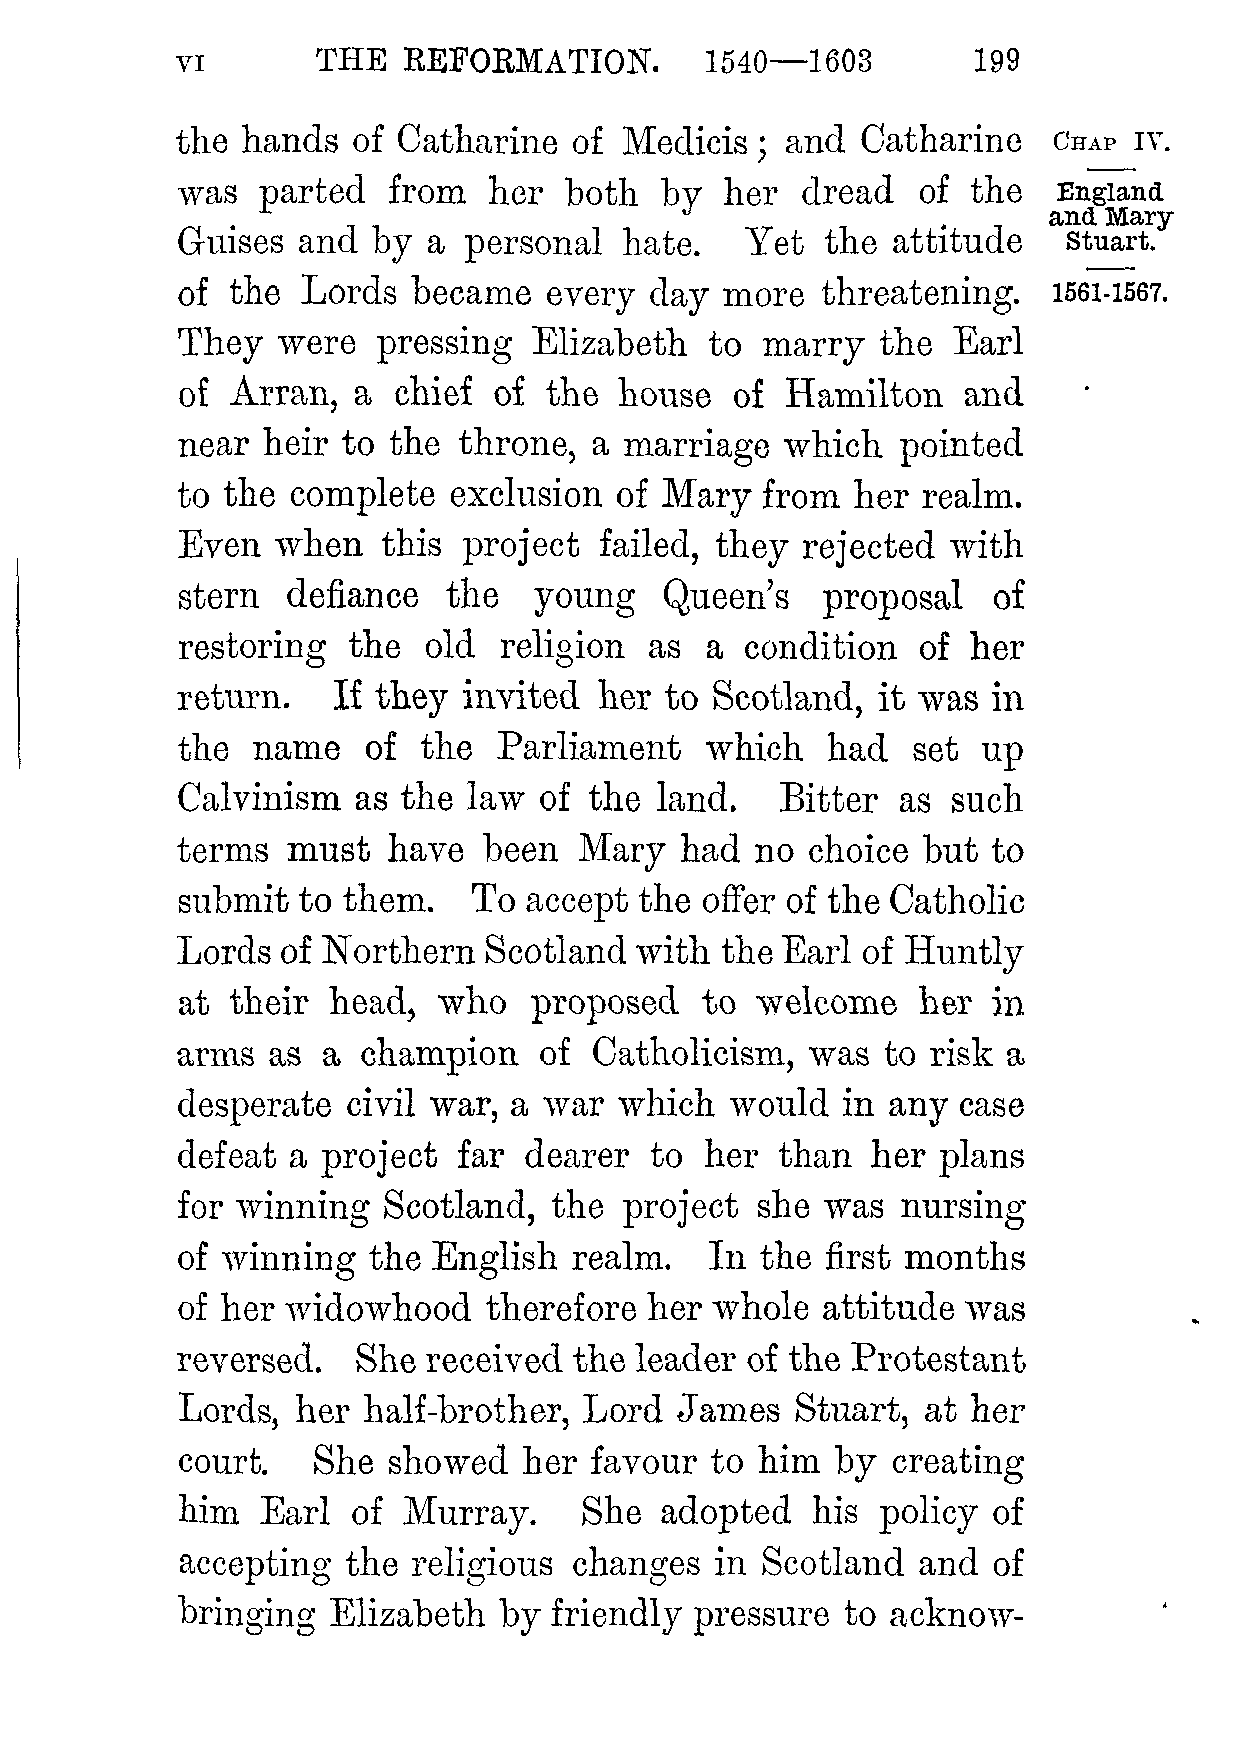 VI THE REFORMATION. 1540—1603 199
the hands of Catharine of Medicis; and Catharine
was parted from her both by her dread of the
Guises and by a personal hate. Yet the attitude
of the Lords became every day more threatening.
They were pressing Elizabeth to marry the Earl
of Arran, a chief of the house of Hamilton and
near heir to the throne, a marriage which pointed
to the complete exclusion of Mary from her realm.
Even when this project failed, they rejected with
stern defiance the young Queen's proposal of
restoring the old religion as a condition of her
return. If they invited her to Scotland, it was in
the name of the Parliament which had set up
Calvinism as the law of the land. Bitter as such
terms must have been Mary had no choice but to
submit to them. To accept the offer of the Catholic
Lords of Northern Scotland with the Earl of Huntly
at their head, who proposed to welcome her in
arms as a champion of Catholicism, was to risk a
desperate civil war, a war which would in any case
defeat a project far dearer to her than her plans
for winning Scotland, the project she was nursing
of winning the English realm. In the first months
of her widowhood therefore her whole attitude was
reversed. She received the leader of the Protestant
Lords, her half-brother, Lord James Stuart, at her
court. She showed her favour to him by creating
him Earl of Murray. She adopted his policy of
accepting the religious changes in Scotland and of
bringing Elizabeth by friendly pressure to acknow-
CHAP IV.
England
and Mary
Stuart.
1561-1567.